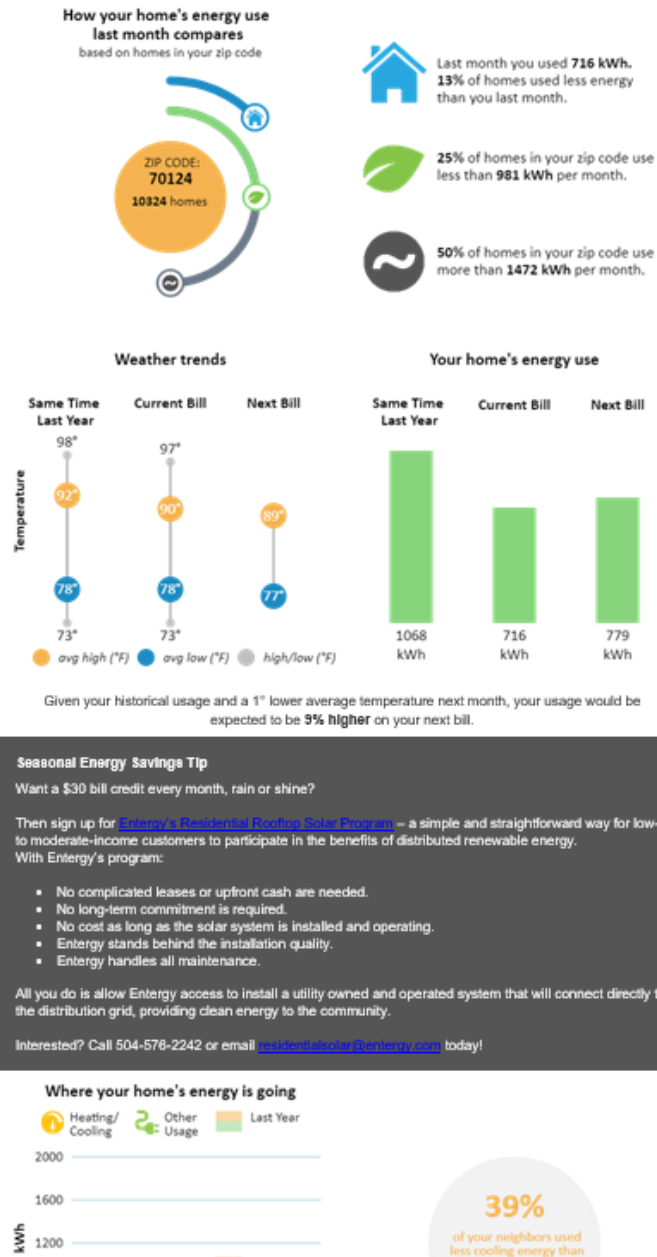 How your home's energy use
last month compares
based on homes in your zip code
ZIP CODE:
70124
10324 homes
Last month you used 716 kWh.
13% of homes used less energy
than you last month.
25% of homes in your zip code use
less than 981 kWh per month.
50% of homes in your zip code use
more than 1472 kWh per month.
Weather trends
Same Time
Last Year
Current Bill
Next Bill
Temperature
98°
97°
92°
90°
89°
78°
78°
77°
73°
73°
avg high (°F)
avg low (°F)
high/low (°F)
Your home's energy use
Same Time
Last Year
Current Bill
Next Bill
1068
kWh
716
kWh
779
kWh
Given your historical usage and a 1° lower average temperature next month, your usage would be
expected to be 9% higher on your next bill.
Seasonal Energy Savings Tip
Want a $30 bill credit every month, rain or shine?
Then sign up for Entergy's Residential Rooftop Solar Program – a simple and straightforward way for low-
to moderate-income customers to participate in the benefits of distributed renewable energy.
With Entergy's program:
No complicated leases or upfront cash are needed.
No long-term commitment is required.
No cost as long as the solar system is installed and operating.
Entergy stands behind the installation quality.
Entergy handles all maintenance.
All you do is allow Entergy access to install a utility owned and operated system that will connect directly t
the distribution grid, providing clean energy to the community.
Interested? Call 504-576-2242 or email residentialsolar@entergy.com today!
Where your home's energy is going
Heating/
Cooling
Other
Usage
Last Year
2000
1600
1200
kWh
39%
of your neighbors used
less cooling energy than